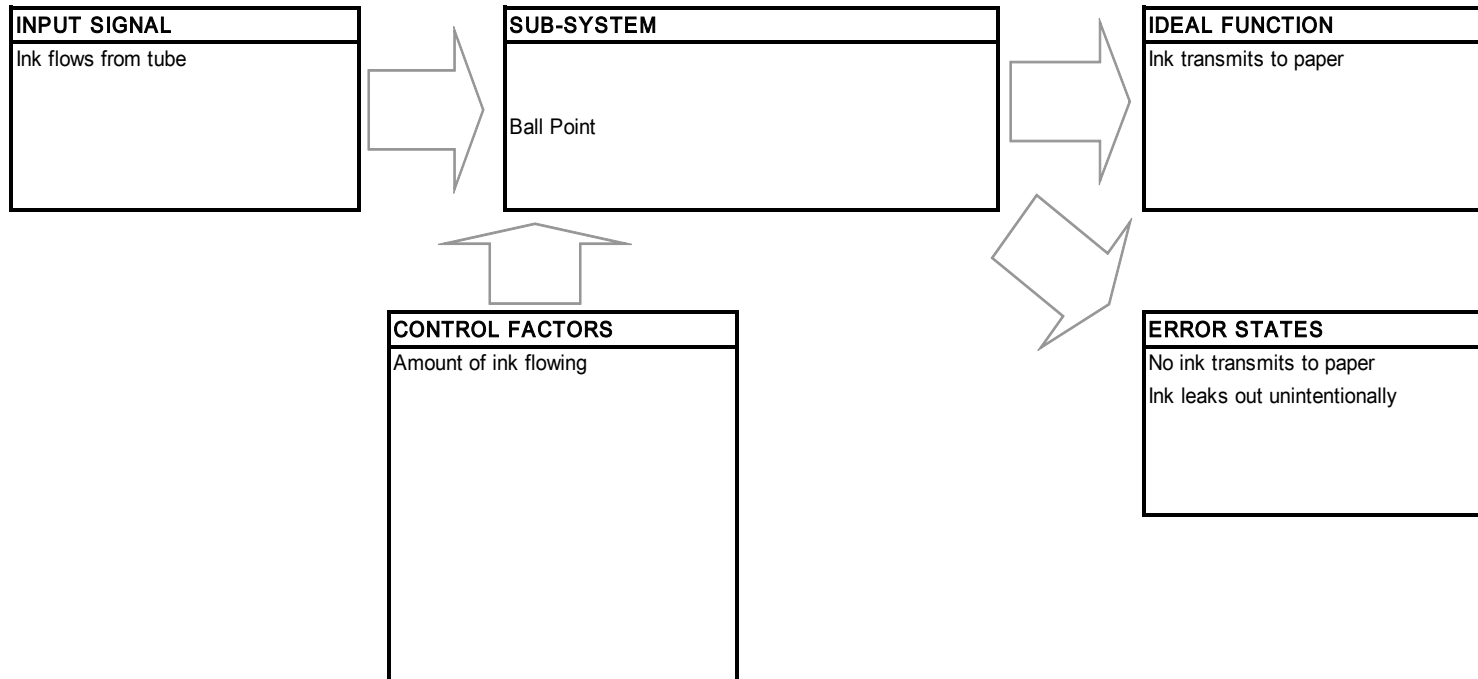 INPUT SIGNAL
Ink flows from tube
SUB-SYSTEM
Ball Point
IDEAL FUNCTION
Ink transmits to paper
CONTROL FACTORS
Amount of ink flowing
ERROR STATES
No ink transmits to paper
Ink leaks out unintentionally